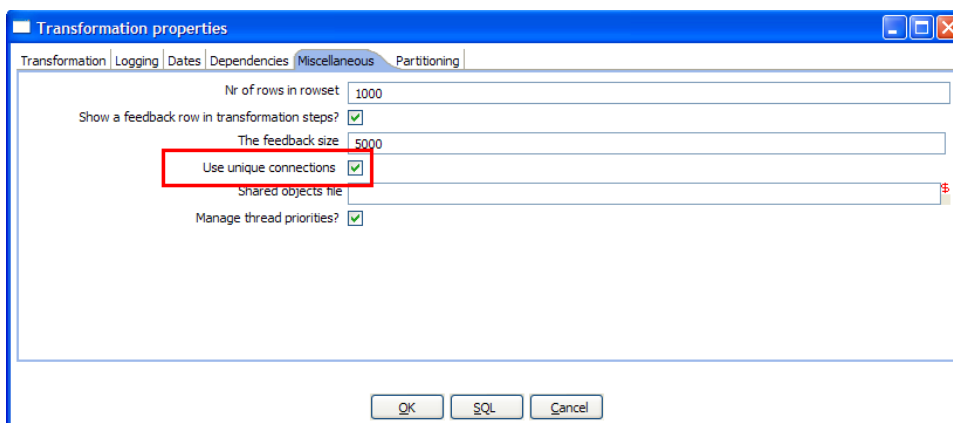 Transformation properties
Transformation Logging Dates Dependencies Miscellaneous Partitioning
Nr of rows in rowset 1000
Show a feedback row in transformation steps?
The feedback size 5000
Use unique connections
Shared objects file $
Manage thread priorities?
OK SQL Cancel